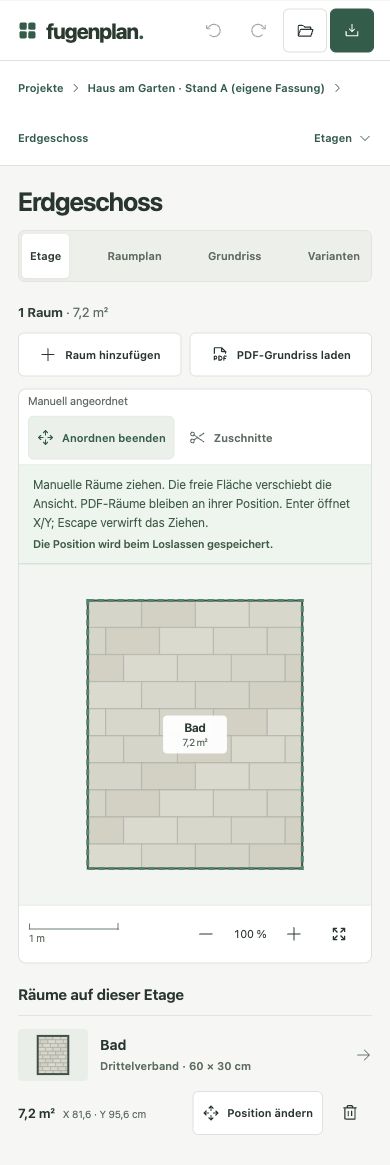 fugenplan.
Projekte > Haus am Garten · Stand A (eigene Fassung) >
Erdgeschoss Etagen
Erdgeschoss
Etage Raumplan Grundriss Varianten
1 Raum · 7,2 m²
Raum hinzufügen PDF-Grundriss laden
Manuell angeordnet
Anordnen beenden Zuschnitte
Manuelle Räume ziehen. Die freie Fläche verschiebt die
Ansicht. PDF-Räume bleiben an ihrer Position. Enter öffnet
X/Y; Escape verwirft das Ziehen.
Die Position wird beim Loslassen gespeichert.
Bad
7,2 m²
1 m 100 %
Räume auf dieser Etage
Bad
Drittelverband · 60 × 30 cm
7,2 m² X 81,6 · Y 95,6 cm Position ändern